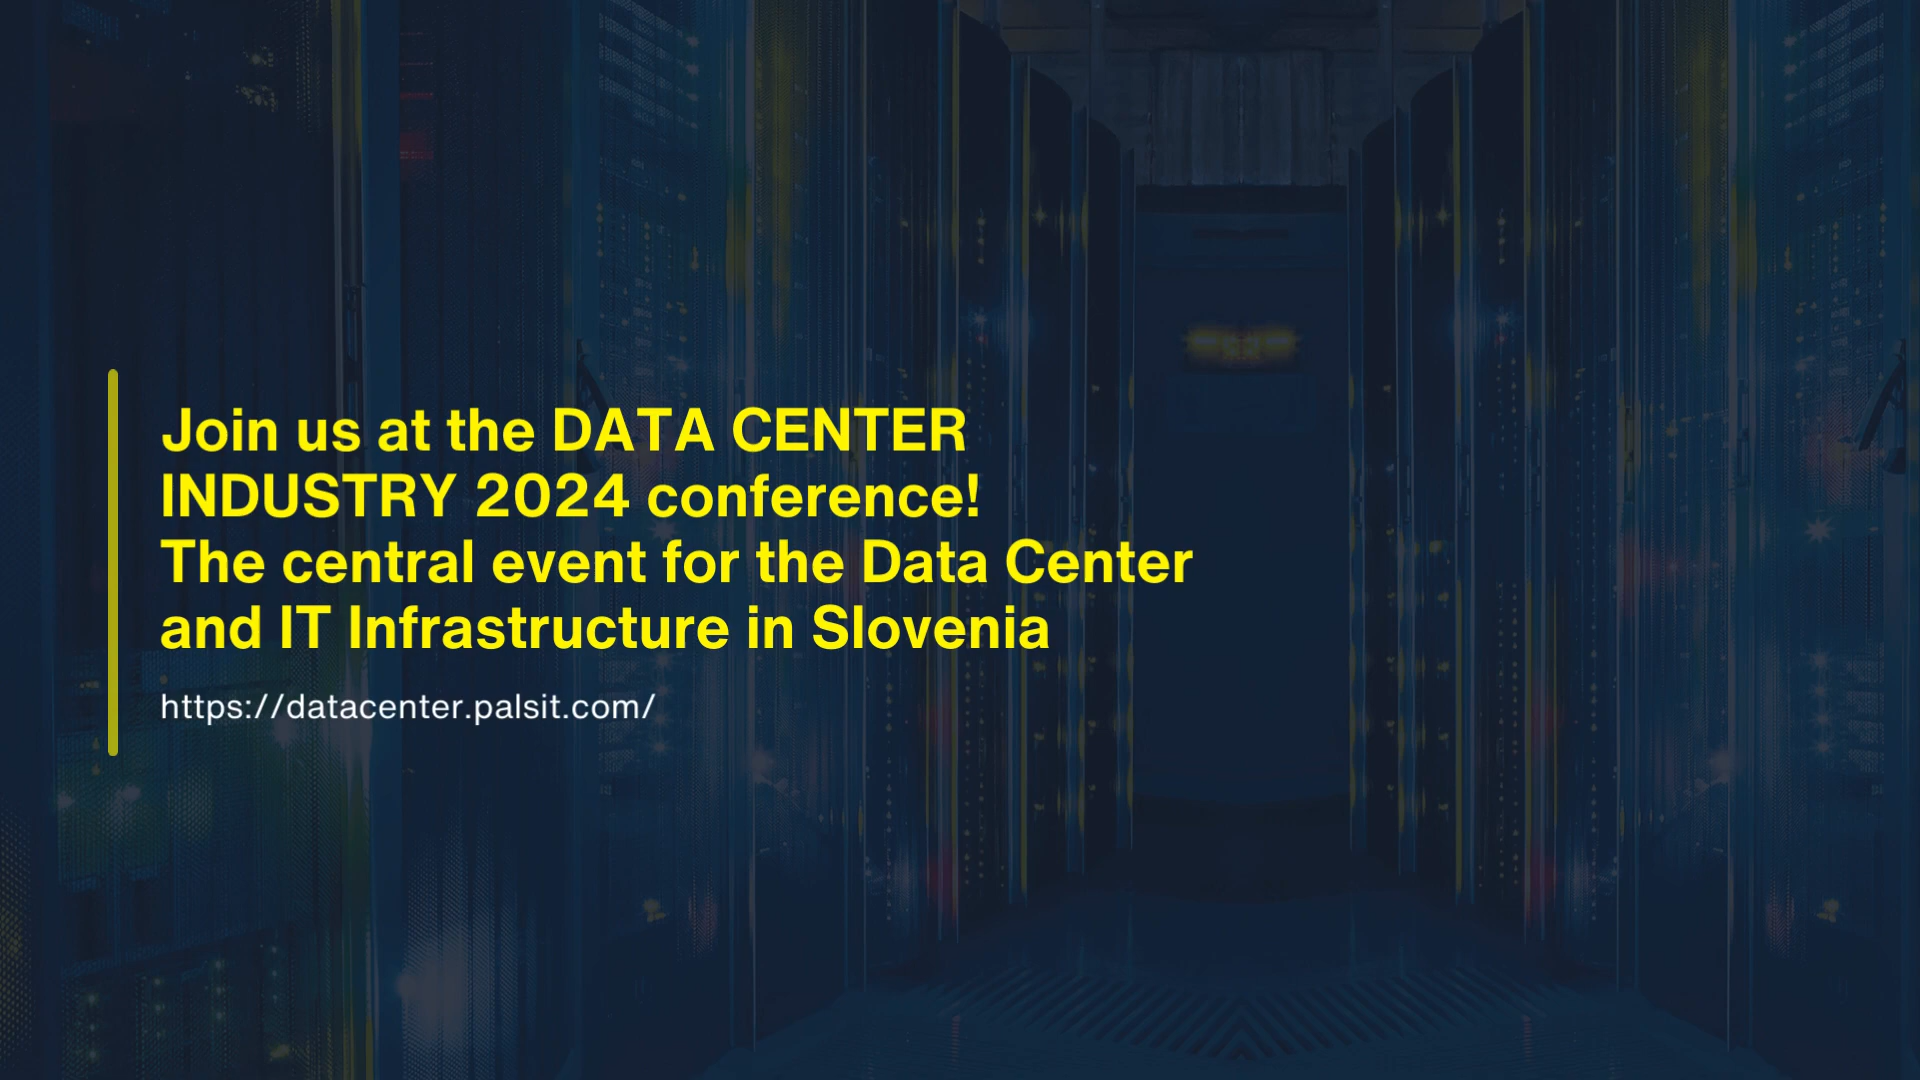 Join us at the DATA CENTER
INDUSTRY 2024 conference!
The central event for the Data Center
and IT Infrastructure in Slovenia
https://datacenter.palsit.com/